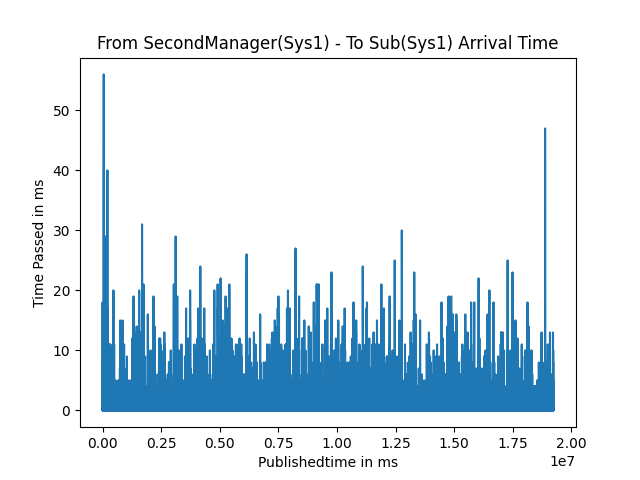 From SecondManager(Sys1) - To Sub(Sys1) Arrival Time
Time Passed in ms
50
40
30
20
10
0
0.00 0.25 0.50 0.75 1.00 1.25 1.50 1.75 2.00
1e7
Publishedtime in ms